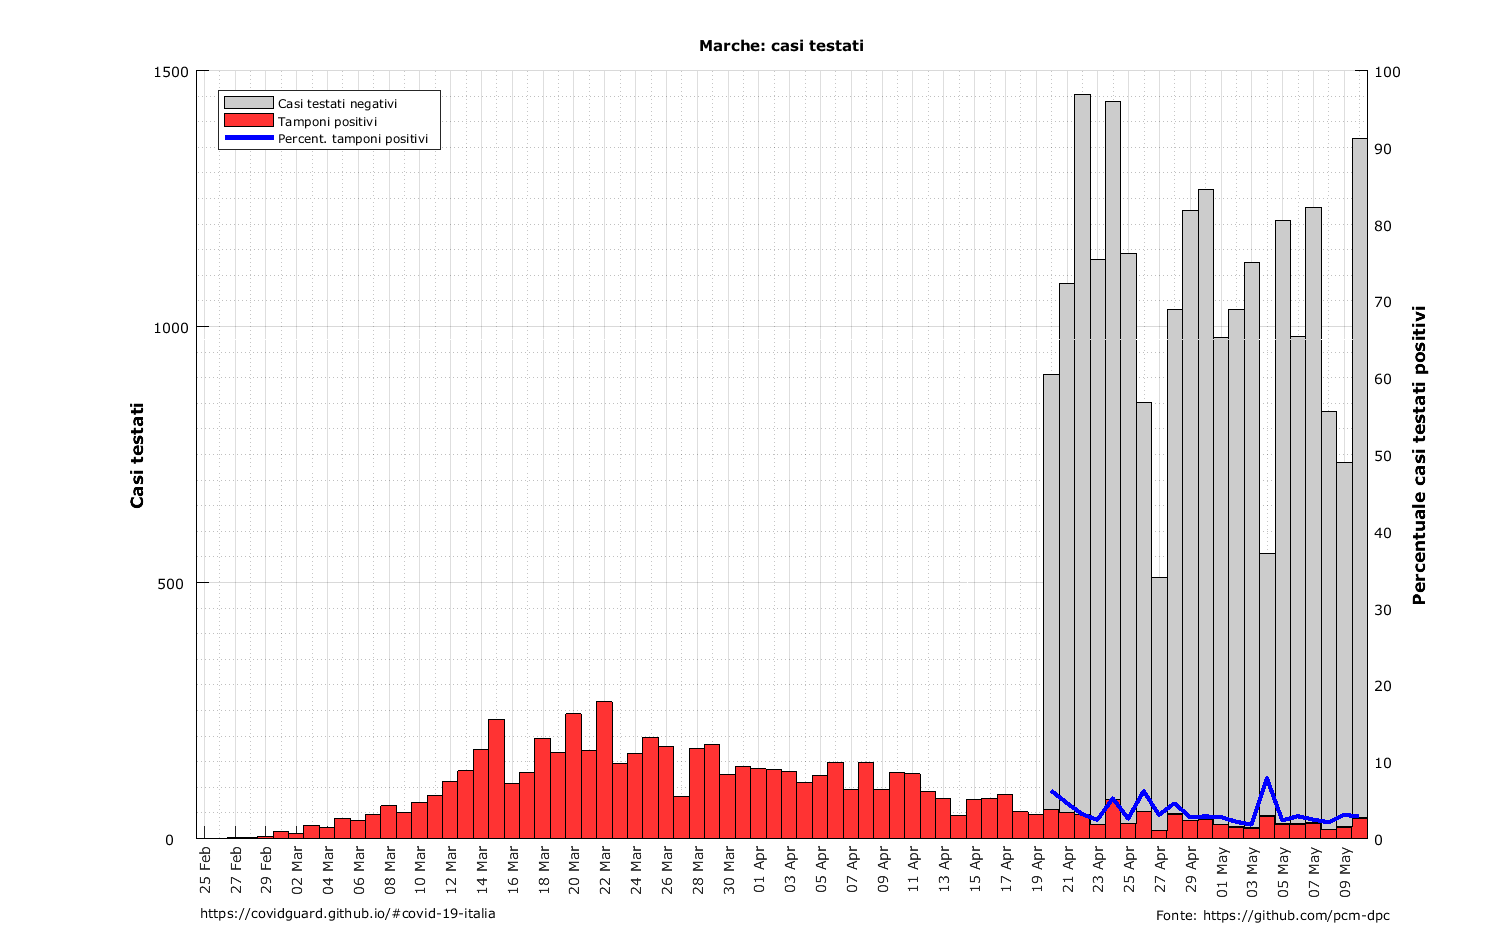 Marche: casi testati
Casi testati negativi
Tamponi positivi
Percent. tamponi positivi
Casi testati
1500
1000
500
0
Percentuale casi testati positivi
100
90
80
70
60
50
40
30
20
10
0
25 Feb
27 Feb
29 Feb
02 Mar
04 Mar
06 Mar
08 Mar
10 Mar
12 Mar
14 Mar
16 Mar
18 Mar
20 Mar
22 Mar
24 Mar
26 Mar
28 Mar
30 Mar
01 Apr
03 Apr
05 Apr
07 Apr
09 Apr
11 Apr
13 Apr
15 Apr
17 Apr
19 Apr
21 Apr
23 Apr
25 Apr
27 Apr
29 Apr
01 May
03 May
05 May
07 May
09 May
https://covidguard.github.io/#covid-19-italia
Fonte: https://github.com/pcm-dpc